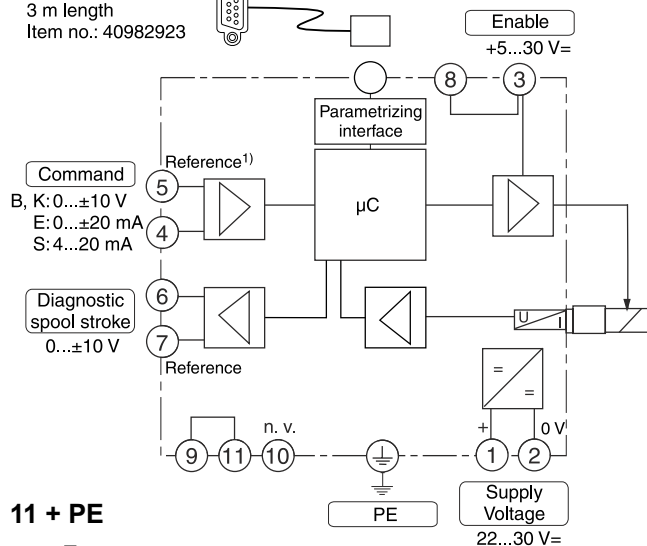 3 m length
Item no.: 40982923
Enable
+5...30 V=
8
3
Parametrizing
interface
Reference1)
Command
5
B, K: 0...±10 V
E: 0...±20 mA
4
S: 4...20 mA
µC
6
Diagnostic
spool stroke
0...±10 V
7
Reference
U
I
=
=
n. v.
+
0 V
9
11
10
1
2
11 + PE
PE
Supply
Voltage
22...30 V=